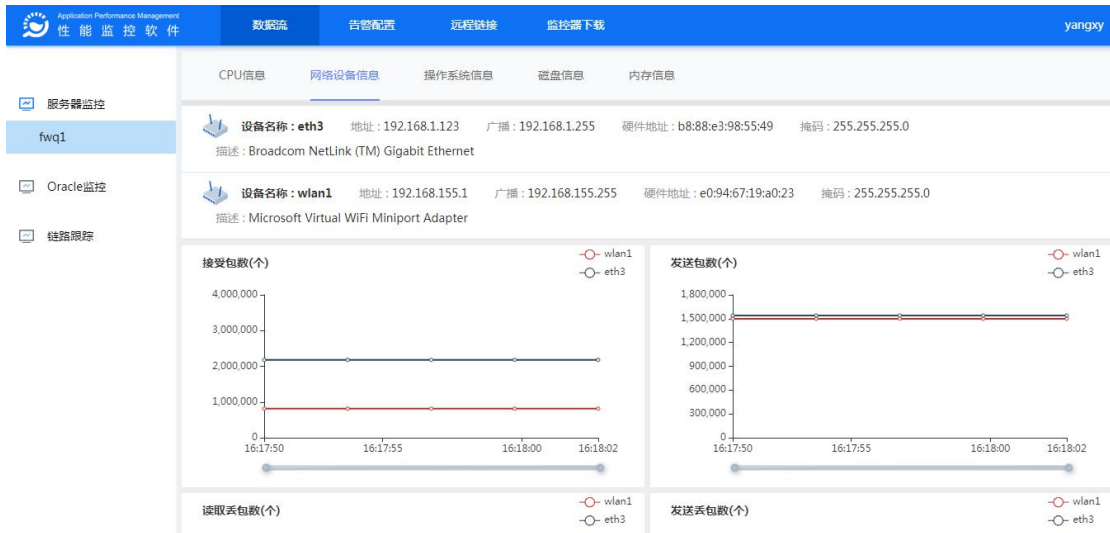 Application Performance Management
性能监控软件
数据流 告警配置 远程链接 监控器下载 yangxy
服务器监控
fwq1
Oracle监控
链路跟踪
CPU信息 网络设备信息 操作系统信息 磁盘信息 内存信息
设备名称 : eth3 地址 : 192.168.1.123 广播 : 192.168.1.255 硬件地址 : b8:88:e3:98:55:49 掩码 : 255.255.255.0
描述 : Broadcom NetLink (TM) Gigabit Ethernet
设备名称 : wlan1 地址 : 192.168.155.1 广播 : 192.168.155.255 硬件地址 : e0:94:67:19:a0:23 掩码 : 255.255.255.0
描述 : Microsoft Virtual WiFi Miniport Adapter
接受包数(个)
wlan1
eth3
4,000,000
3,000,000
2,000,000
1,000,000
0
16:17:50 16:17:55 16:18:00 16:18:02
发送包数(个)
wlan1
eth3
1,800,000
1,500,000
1,200,000
900,000
600,000
300,000
0
16:17:50 16:17:55 16:18:00 16:18:02
读取丢包数(个)
wlan1
eth3
发送丢包数(个)
wlan1
eth3